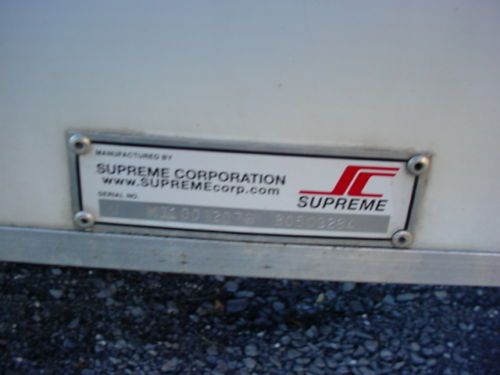 MANUFACTURED BY
SUPREME CORPORATION
www.SUPREMEcorp.com
SERIAL NO.
SC
SUPREME